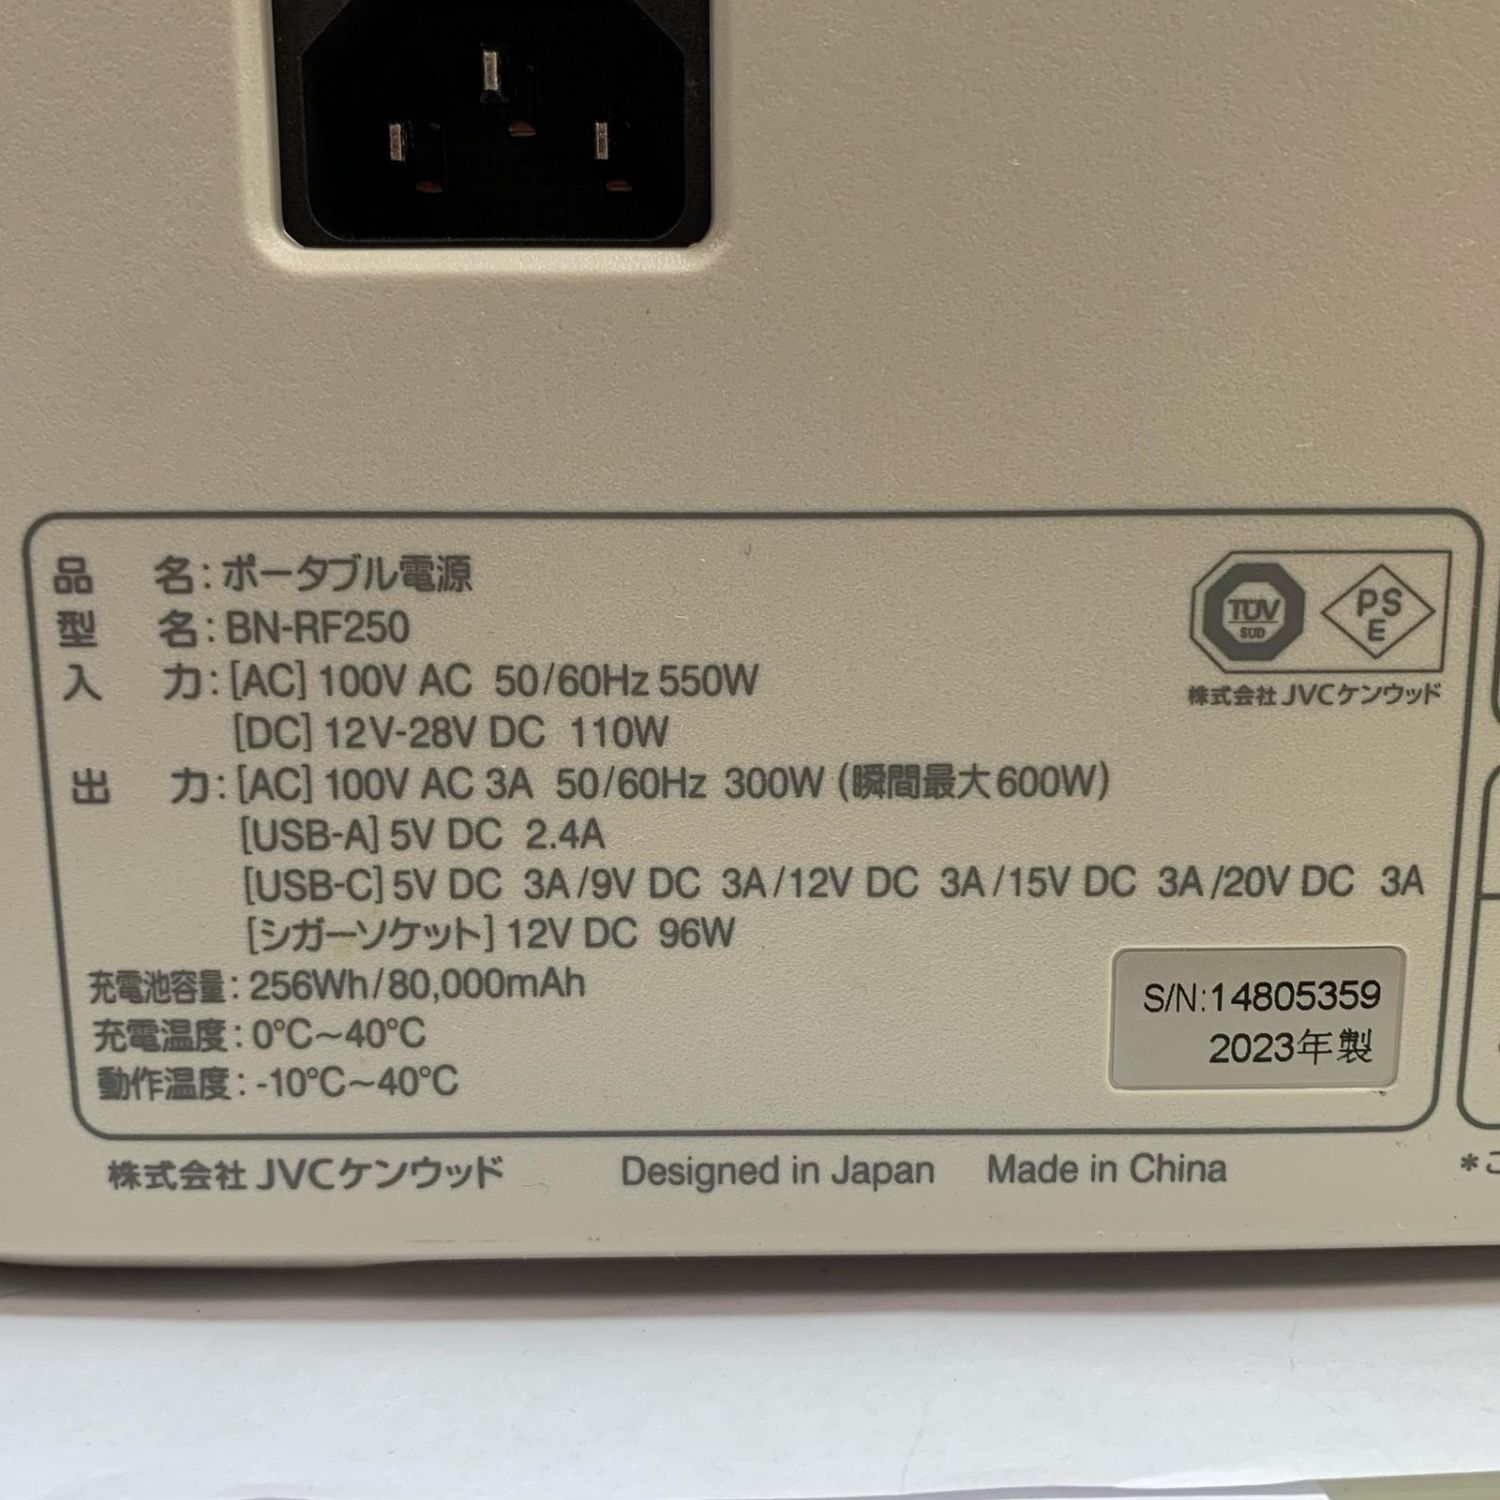 品 名：ポータブル電源
型 名：BN-RF250
入 力：[AC] 100V AC 50/60Hz 550W
[DC] 12V-28V DC 110W
出 力：[AC] 100V AC 3A 50/60Hz 300W (瞬間最大600W)
[USB-A] 5V DC 2.4A
[USB-C] 5V DC 3A/9V DC 3A/12V DC 3A/15V DC 3A/20V DC 3A
[シガーソケット] 12V DC 96W
充電池容量：256Wh/80,000mAh
充電温度：0℃～40℃
動作温度：-10℃～40℃
TÜV
SUD
PS
E
株式会社JVCケンウッド
S/N:14805359
2023年製
株式会社JVCケンウッド Designed in Japan Made in China